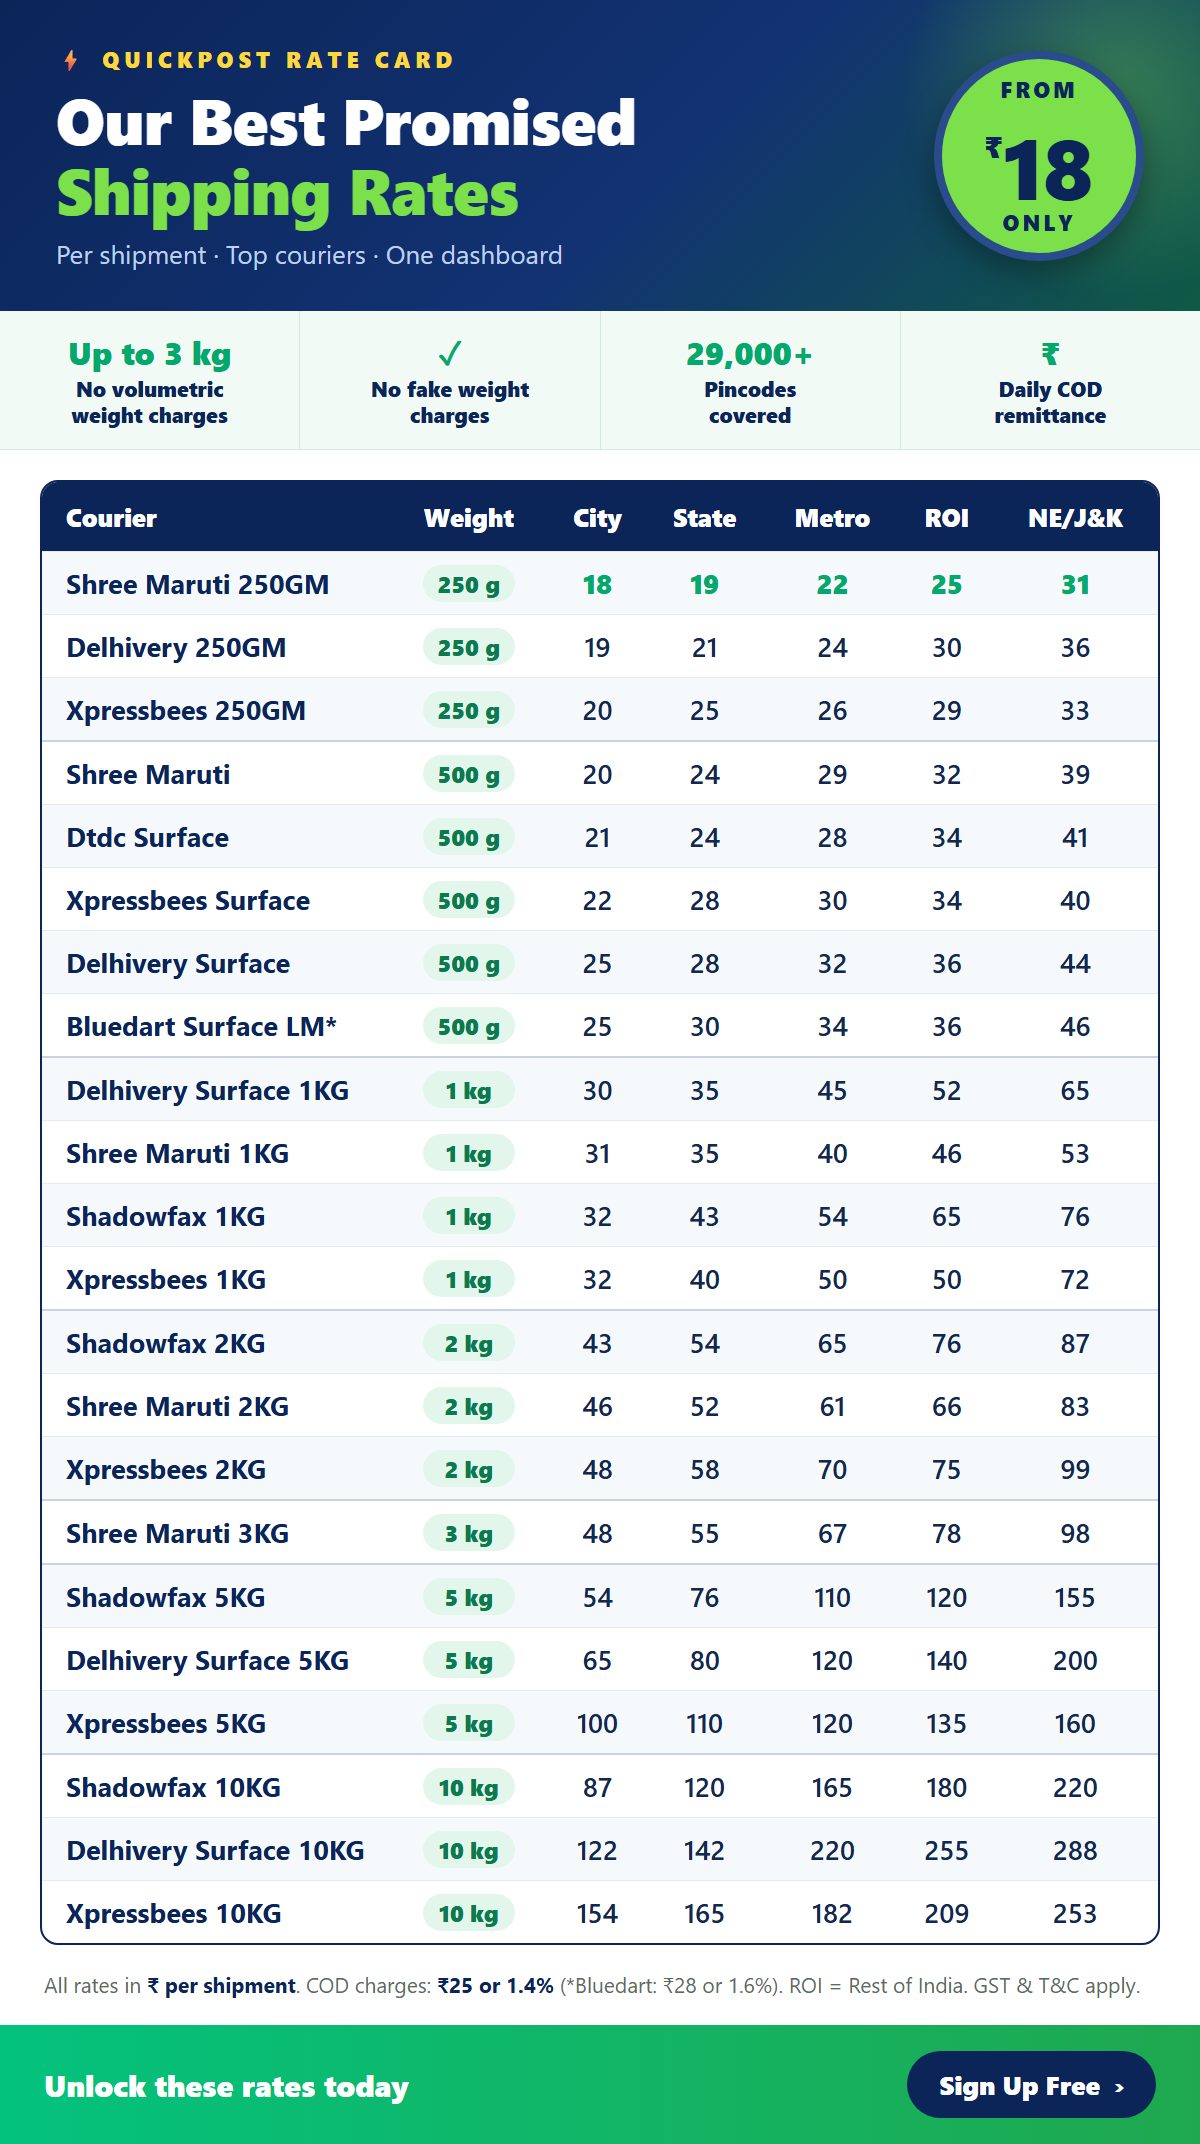 ⚡ QUICKPOST RATE CARD
Our Best Promised
Shipping Rates
Per shipment · Top couriers · One dashboard
FROM
₹18
ONLY
Up to 3 kg
No volumetric
weight charges
✓
No fake weight
charges
29,000+
Pincodes
covered
₹
Daily COD
remittance
Courier Weight City State Metro ROI NE/J&K
Shree Maruti 250GM 250 g 18 19 22 25 31
Delhivery 250GM 250 g 19 21 24 30 36
Xpressbees 250GM 250 g 20 25 26 29 33
Shree Maruti 500 g 20 24 29 32 39
Dtdc Surface 500 g 21 24 28 34 41
Xpressbees Surface 500 g 22 28 30 34 40
Delhivery Surface 500 g 25 28 32 36 44
Bluedart Surface LM* 500 g 25 30 34 36 46
Delhivery Surface 1KG 1 kg 30 35 45 52 65
Shree Maruti 1KG 1 kg 31 35 40 46 53
Shadowfax 1KG 1 kg 32 43 54 65 76
Xpressbees 1KG 1 kg 32 40 50 50 72
Shadowfax 2KG 2 kg 43 54 65 76 87
Shree Maruti 2KG 2 kg 46 52 61 66 83
Xpressbees 2KG 2 kg 48 58 70 75 99
Shree Maruti 3KG 3 kg 48 55 67 78 98
Shadowfax 5KG 5 kg 54 76 110 120 155
Delhivery Surface 5KG 5 kg 65 80 120 140 200
Xpressbees 5KG 5 kg 100 110 120 135 160
Shadowfax 10KG 10 kg 87 120 165 180 220
Delhivery Surface 10KG 10 kg 122 142 220 255 288
Xpressbees 10KG 10 kg 154 165 182 209 253
All rates in ₹ per shipment. COD charges: ₹25 or 1.4% (*Bluedart: ₹28 or 1.6%). ROI = Rest of India. GST & T&C apply.
Unlock these rates today
Sign Up Free ›